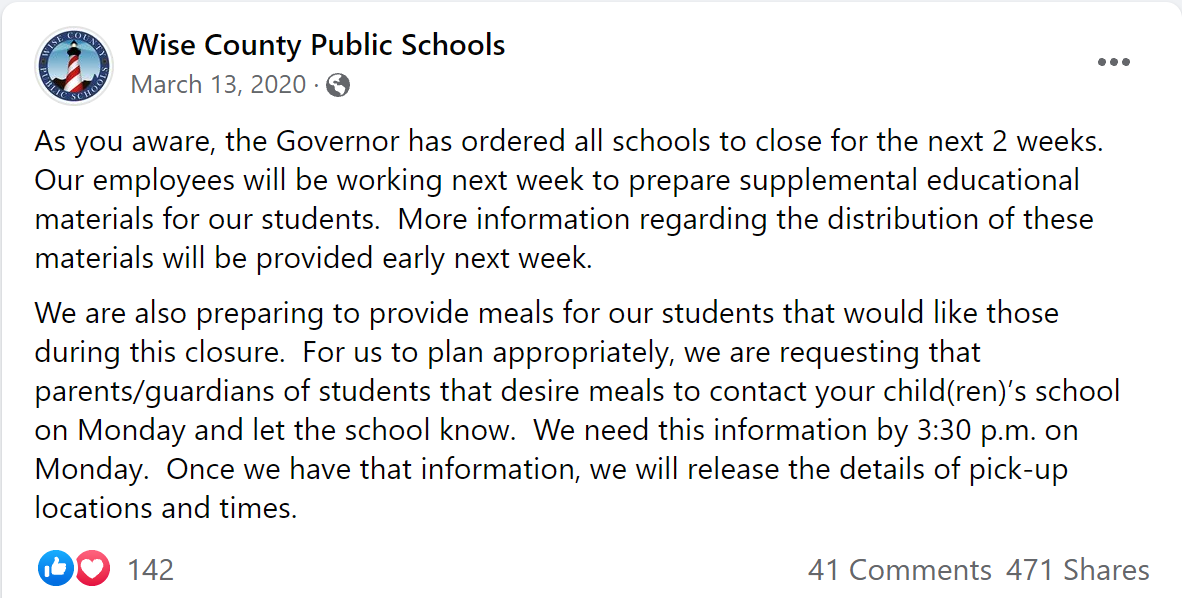 WISE COUNTY
PUBLIC SCHOOLS
Wise County Public Schools
March 13, 2020 ·
As you aware, the Governor has ordered all schools to close for the next 2 weeks.
Our employees will be working next week to prepare supplemental educational
materials for our students.  More information regarding the distribution of these
materials will be provided early next week.
We are also preparing to provide meals for our students that would like those
during this closure.  For us to plan appropriately, we are requesting that
parents/guardians of students that desire meals to contact your child(ren)’s school
on Monday and let the school know.  We need this information by 3:30 p.m. on
Monday.  Once we have that information, we will release the details of pick-up
locations and times.
142
41 Comments 471 Shares